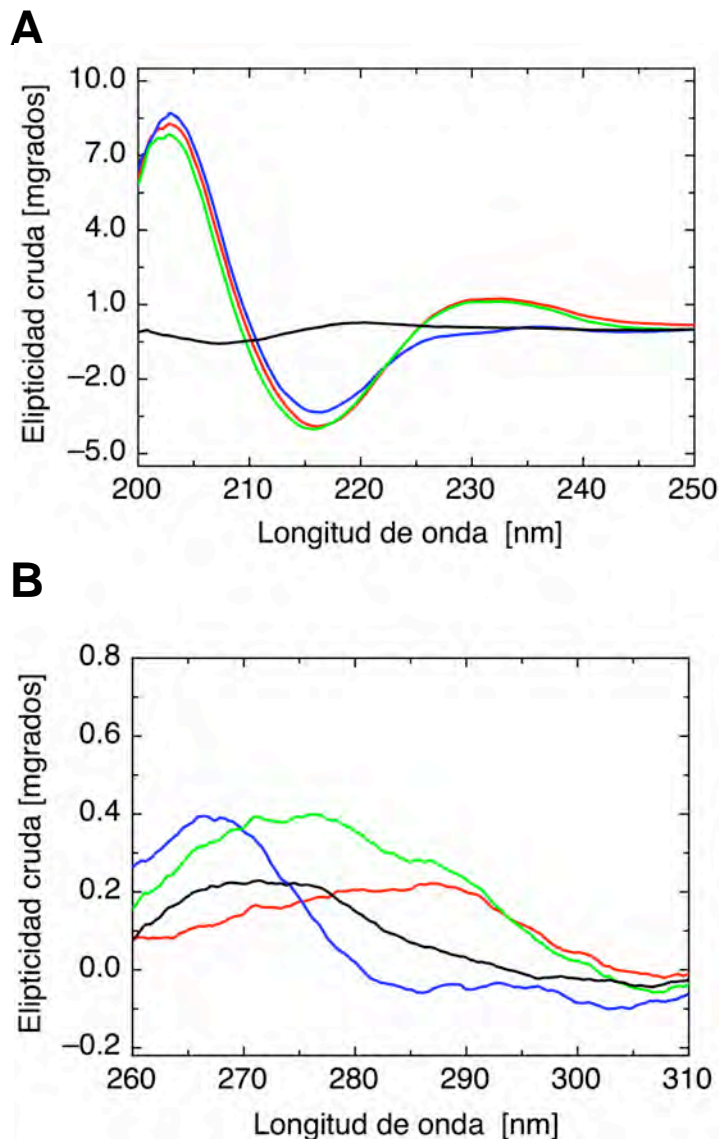 A
10.0
7.0
4.0
1.0
−2.0
−5.0
Elipticidad cruda [mgrados]
200 210 220 230 240 250
Longitud de onda [nm]
B
0.8
0.6
0.4
0.2
0.0
−0.2
Elipticidad cruda [mgrados]
260 270 280 290 300 310
Longitud de onda [nm]